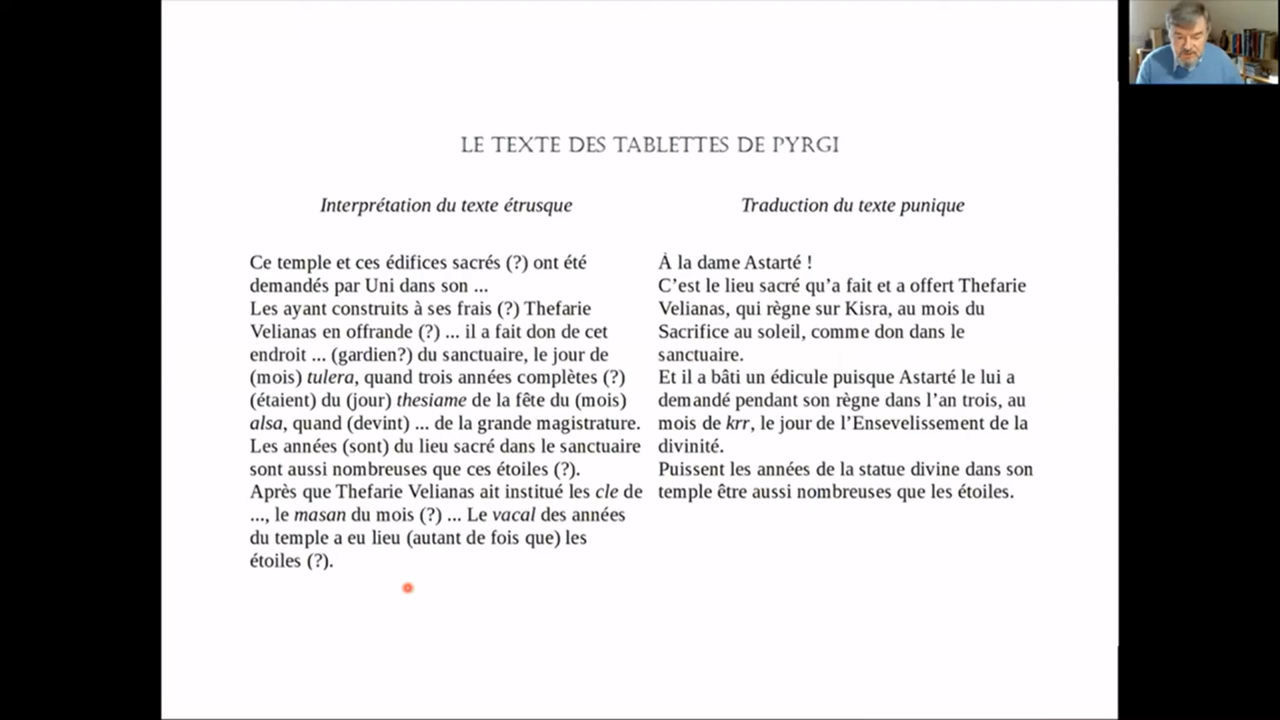 LE TEXTE DES TABLETTES DE PYRGI
Interprétation du texte étrusque
Ce temple et ces édifices sacrés (?) ont été
demandés par Uni dans son ...
Les ayant construits à ses frais (?) Thefarie
Velianas en offrande (?) ... il a fait don de cet
endroit ... (gardien?) du sanctuaire, le jour de
(mois) tulera, quand trois années complètes (?)
(étaient) du (jour) thesiame de la fête du (mois)
alsa, quand (devint) ... de la grande magistrature.
Les années (sont) du lieu sacré dans le sanctuaire
sont aussi nombreuses que ces étoiles (?).
Après que Thefarie Velianas ait institué les cle de
..., le masan du mois (?) ... Le vacal des années
du temple a eu lieu (autant de fois que) les
étoiles (?).
Traduction du texte punique
À la dame Astarté !
C’est le lieu sacré qu’a fait et a offert Thefarie
Velianas, qui règne sur Kisra, au mois du
Sacrifice au soleil, comme don dans le
sanctuaire.
Et il a bâti un édicule puisque Astarté le lui a
demandé pendant son règne dans l’an trois, au
mois de krr, le jour de l’Ensevelissement de la
divinité.
Puissent les années de la statue divine dans son
temple être aussi nombreuses que les étoiles.